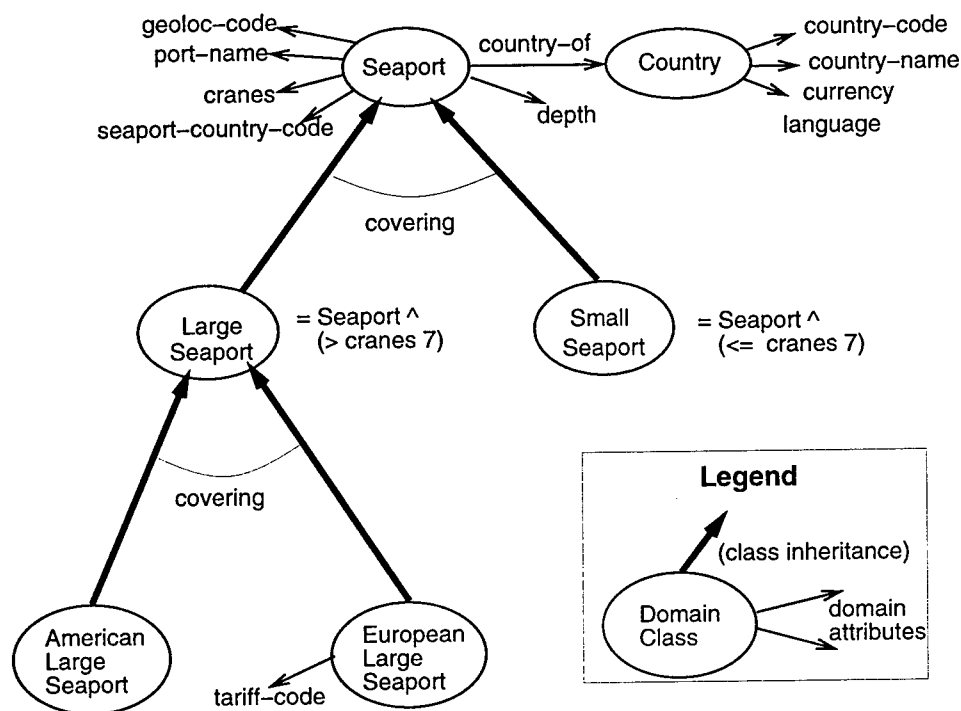 geoloc-code
port-name
cranes
seaport-country-code
Seaport
country-of
depth
Country
country-code
country-name
currency
language
covering
Large
Seaport
= Seaport ^
(> cranes 7)
Small
Seaport
= Seaport ^
(<= cranes 7)
covering
American
Large
Seaport
European
Large
Seaport
tariff-code
Legend
(class inheritance)
Domain
Class
domain
attributes